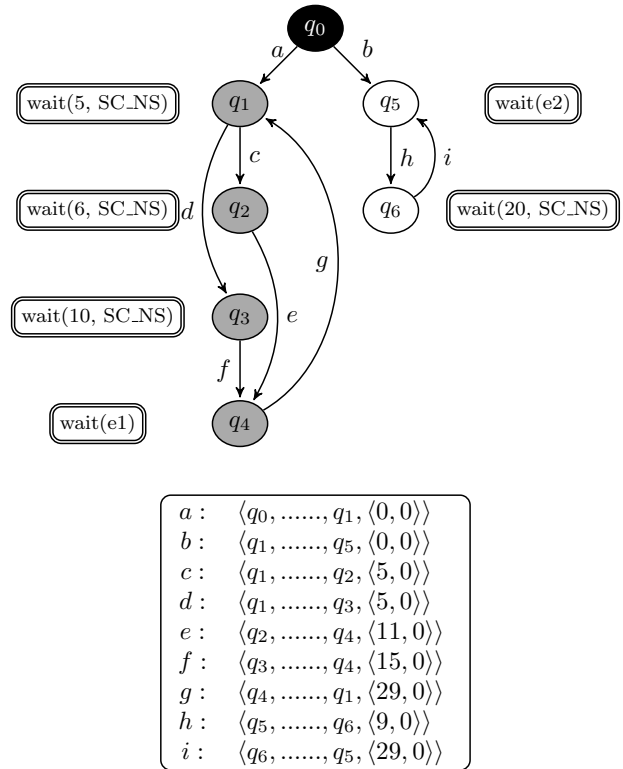 q0
a b
wait(5, SC_NS) q1 q5 wait(e2)
c h i
wait(6, SC_NS) d q2 q6 wait(20, SC_NS)
g
wait(10, SC_NS) q3 e
f
wait(e1) q4
a : ⟨q0, ......, q1, ⟨0, 0⟩⟩
b : ⟨q1, ......, q5, ⟨0, 0⟩⟩
c : ⟨q1, ......, q2, ⟨5, 0⟩⟩
d : ⟨q1, ......, q3, ⟨5, 0⟩⟩
e : ⟨q2, ......, q4, ⟨11, 0⟩⟩
f : ⟨q3, ......, q4, ⟨15, 0⟩⟩
g : ⟨q4, ......, q1, ⟨29, 0⟩⟩
h : ⟨q5, ......, q6, ⟨9, 0⟩⟩
i : ⟨q6, ......, q5, ⟨29, 0⟩⟩